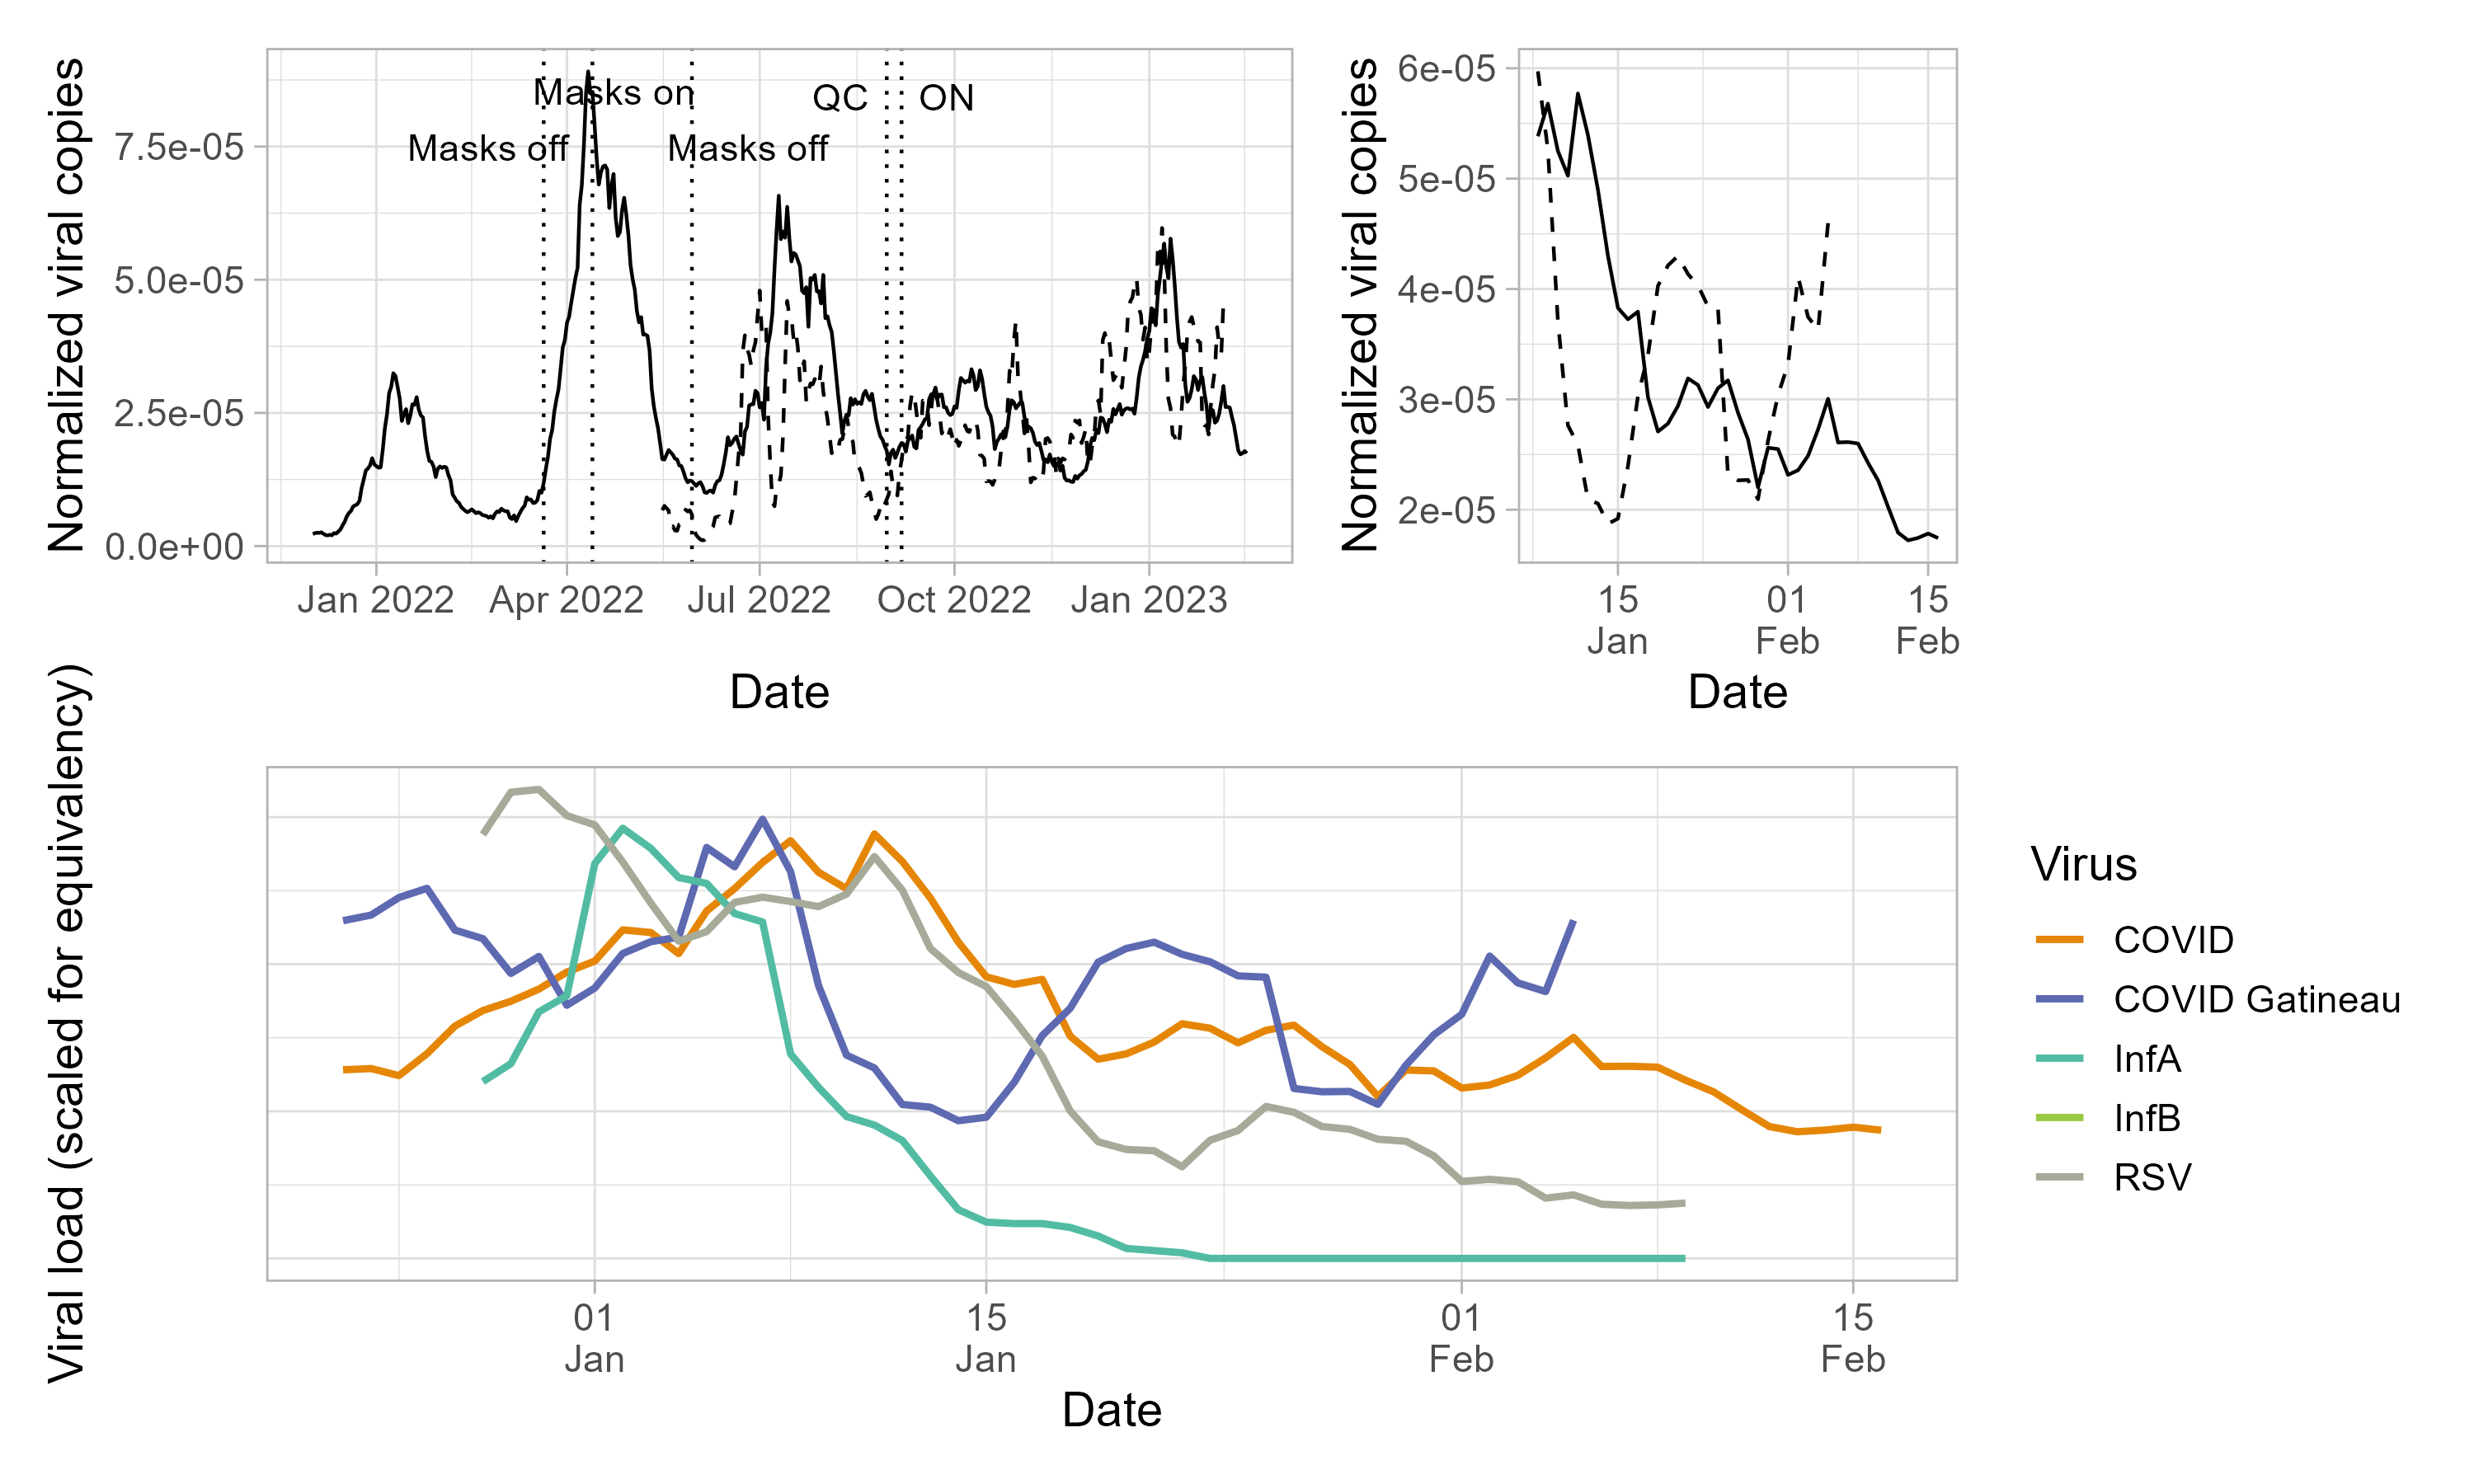 Normalized viral copies
7.5e-05
5.0e-05
2.5e-05
0.0e+00
Masks on
Masks off
Masks off
QC
ON
Jan 2022
Apr 2022
Jul 2022
Oct 2022
Jan 2023
Date
Normalized viral copies
6e-05
5e-05
4e-05
3e-05
2e-05
15
Jan
01
Feb
15
Feb
Date
Viral load (scaled for equivalency)
01
Jan
15
Jan
01
Feb
15
Feb
Date
Virus
COVID
COVID Gatineau
InfA
InfB
RSV